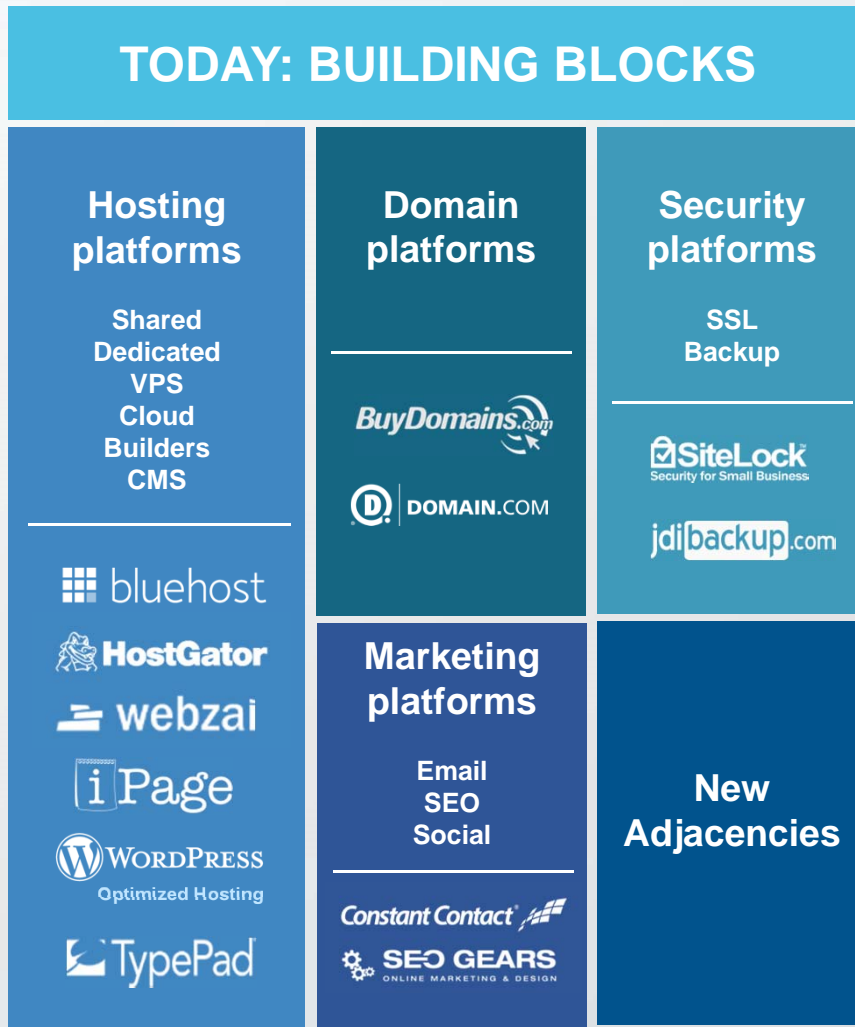 TODAY: BUILDING BLOCKS
Hosting
platforms
Shared
Dedicated
VPS
Cloud
Builders
CMS
bluehost
HostGator
webzai
iPage
WORDPRESS
Optimized Hosting
TypePad
Domain
platforms
BuyDomains.com
D DOMAIN.COM
Security
platforms
SSL
Backup
SiteLock
Security for Small Business
jdibackup.com
Marketing
platforms
Email
SEO
Social
Constant Contact®
SEO GEARS
ONLINE MARKETING & DESIGN
New
Adjacencies